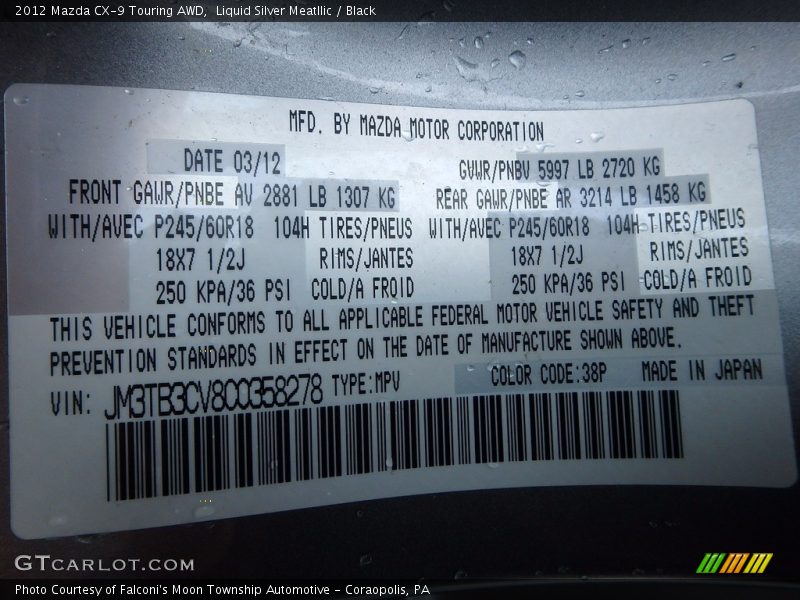 2012 Mazda CX-9 Touring AWD,  Liquid Silver Meatllic / Black
MFD. BY MAZDA MOTOR CORPORATION
DATE 03/12
GVWR/PNBV 5997 LB 2720 KG
FRONT GAWR/PNBE AV 2881 LB 1307 KG
REAR GAWR/PNBE AR 3214 LB 1458 KG
WITH/AVEC P245/60R18 104H TIRES/PNEUS
WITH/AVEC P245/60R18 104H TIRES/PNEUS
18X7 1/2J RIMS/JANTES
18X7 1/2J RIMS/JANTES
250 KPA/36 PSI COLD/A FROID
250 KPA/36 PSI COLD/A FROID
THIS VEHICLE CONFORMS TO ALL APPLICABLE FEDERAL MOTOR VEHICLE SAFETY AND THEFT
PREVENTION STANDARDS IN EFFECT ON THE DATE OF MANUFACTURE SHOWN ABOVE.
VIN: JM3TB3CV8C0358278 TYPE:MPV
COLOR CODE:38P MADE IN JAPAN
GTCARLOT.COM
Photo Courtesy of Falconi's Moon Township Automotive - Coraopolis, PA